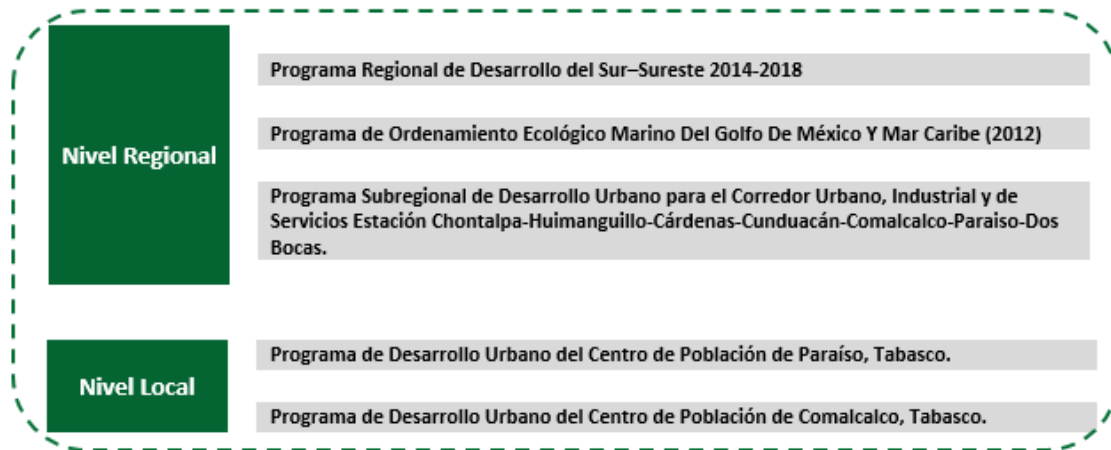 Nivel Regional
Programa Regional de Desarrollo del Sur–Sureste 2014-2018
Programa de Ordenamiento Ecológico Marino Del Golfo De México Y Mar Caribe (2012)
Programa Subregional de Desarrollo Urbano para el Corredor Urbano, Industrial y de
Servicios Estación Chontalpa-Huimanguillo-Cárdenas-Cunduacán-Comalcalco-Paraiso-Dos
Bocas.
Nivel Local
Programa de Desarrollo Urbano del Centro de Población de Paraíso, Tabasco.
Programa de Desarrollo Urbano del Centro de Población de Comalcalco, Tabasco.